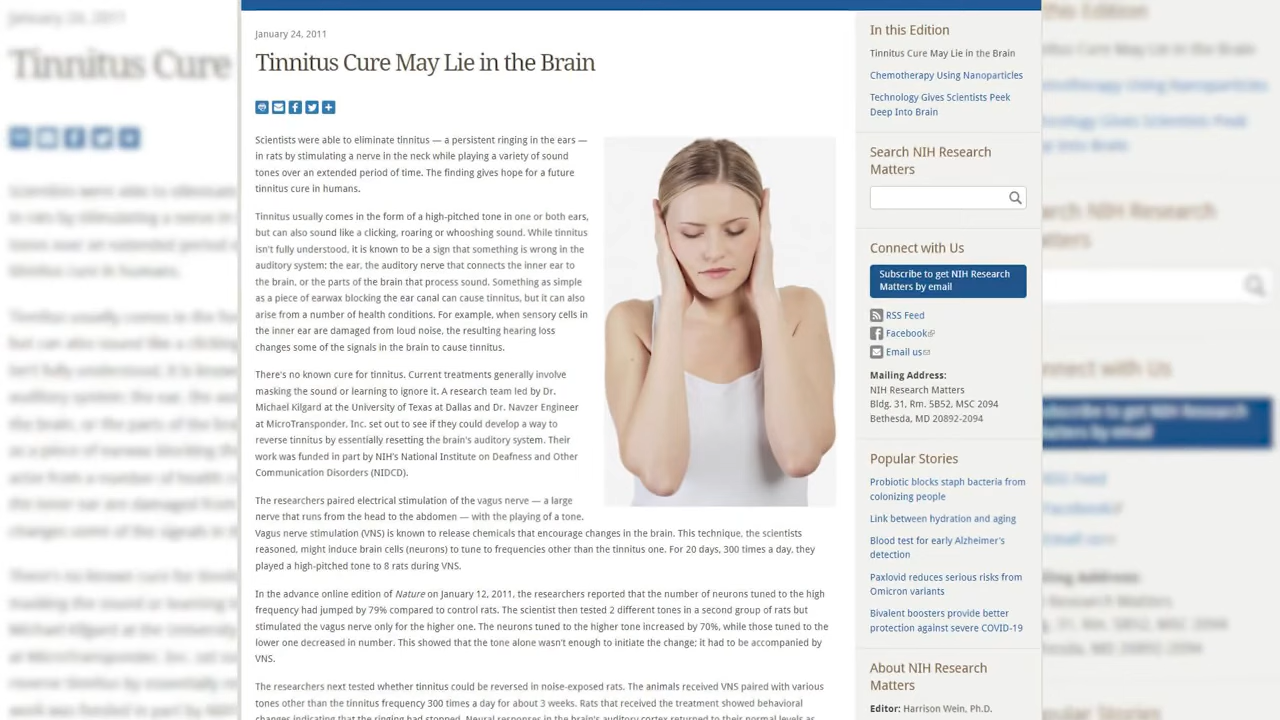 January 24, 2011
Tinnitus Cure May Lie in the Brain
Scientists were able to eliminate tinnitus — a persistent ringing in the ears —
in rats by stimulating a nerve in the neck while playing a variety of sound
tones over an extended period of time. The finding gives hope for a future
tinnitus cure in humans.
Tinnitus usually comes in the form of a high-pitched tone in one or both ears,
but can also sound like a clicking, roaring or whooshing sound. While tinnitus
isn't fully understood, it is known to be a sign that something is wrong in the
auditory system: the ear, the auditory nerve that connects the inner ear to
the brain, or the parts of the brain that process sound. Something as simple
as a piece of earwax blocking the ear canal can cause tinnitus, but it can also
arise from a number of health conditions. For example, when sensory cells in
the inner ear are damaged from loud noise, the resulting hearing loss
changes some of the signals in the brain to cause tinnitus.
There's no known cure for tinnitus. Current treatments generally involve
masking the sound or learning to ignore it. A research team led by Dr.
Michael Kilgard at the University of Texas at Dallas and Dr. Navzer Engineer
at MicroTransponder, Inc. set out to see if they could develop a way to
reverse tinnitus by essentially resetting the brain's auditory system. Their
work was funded in part by NIH's National Institute on Deafness and Other
Communication Disorders (NIDCD).
The researchers paired electrical stimulation of the vagus nerve — a large
nerve that runs from the head to the abdomen — with the playing of a tone.
Vagus nerve stimulation (VNS) is known to release chemicals that encourage changes in the brain. This technique, the scientists
reasoned, might induce brain cells (neurons) to tune to frequencies other than the tinnitus one. For 20 days, 300 times a day, they
played a high-pitched tone to 8 rats during VNS.
In the advance online edition of Nature on January 12, 2011, the researchers reported that the number of neurons tuned to the high
frequency had jumped by 79% compared to control rats. The scientist then tested 2 different tones in a second group of rats but
stimulated the vagus nerve only for the higher one. The neurons tuned to the higher tone increased by 70%, while those tuned to the
lower one decreased in number. This showed that the tone alone wasn't enough to initiate the change; it had to be accompanied by
VNS.
The researchers next tested whether tinnitus could be reversed in noise-exposed rats. The animals received VNS paired with various
tones other than the tinnitus frequency 300 times a day for about 3 weeks. Rats that received the treatment showed behavioral
changes indicating that the ringing had stopped. Neural responses in the brain's auditory cortex returned to their normal levels as
In this Edition
Tinnitus Cure May Lie in the Brain
Chemotherapy Using Nanoparticles
Technology Gives Scientists Peek
Deep Into Brain
Search NIH Research
Matters
Connect with Us
Subscribe to get NIH Research
Matters by email
RSS Feed
Facebook
Email us
Mailing Address:
NIH Research Matters
Bldg. 31, Rm. 5B52, MSC 2094
Bethesda, MD 20892-2094
Popular Stories
Probiotic blocks staph bacteria from
colonizing people
Link between hydration and aging
Blood test for early Alzheimer's
detection
Paxlovid reduces serious risks from
Omicron variants
Bivalent boosters provide better
protection against severe COVID-19
About NIH Research
Matters
Editor: Harrison Wein, Ph.D.